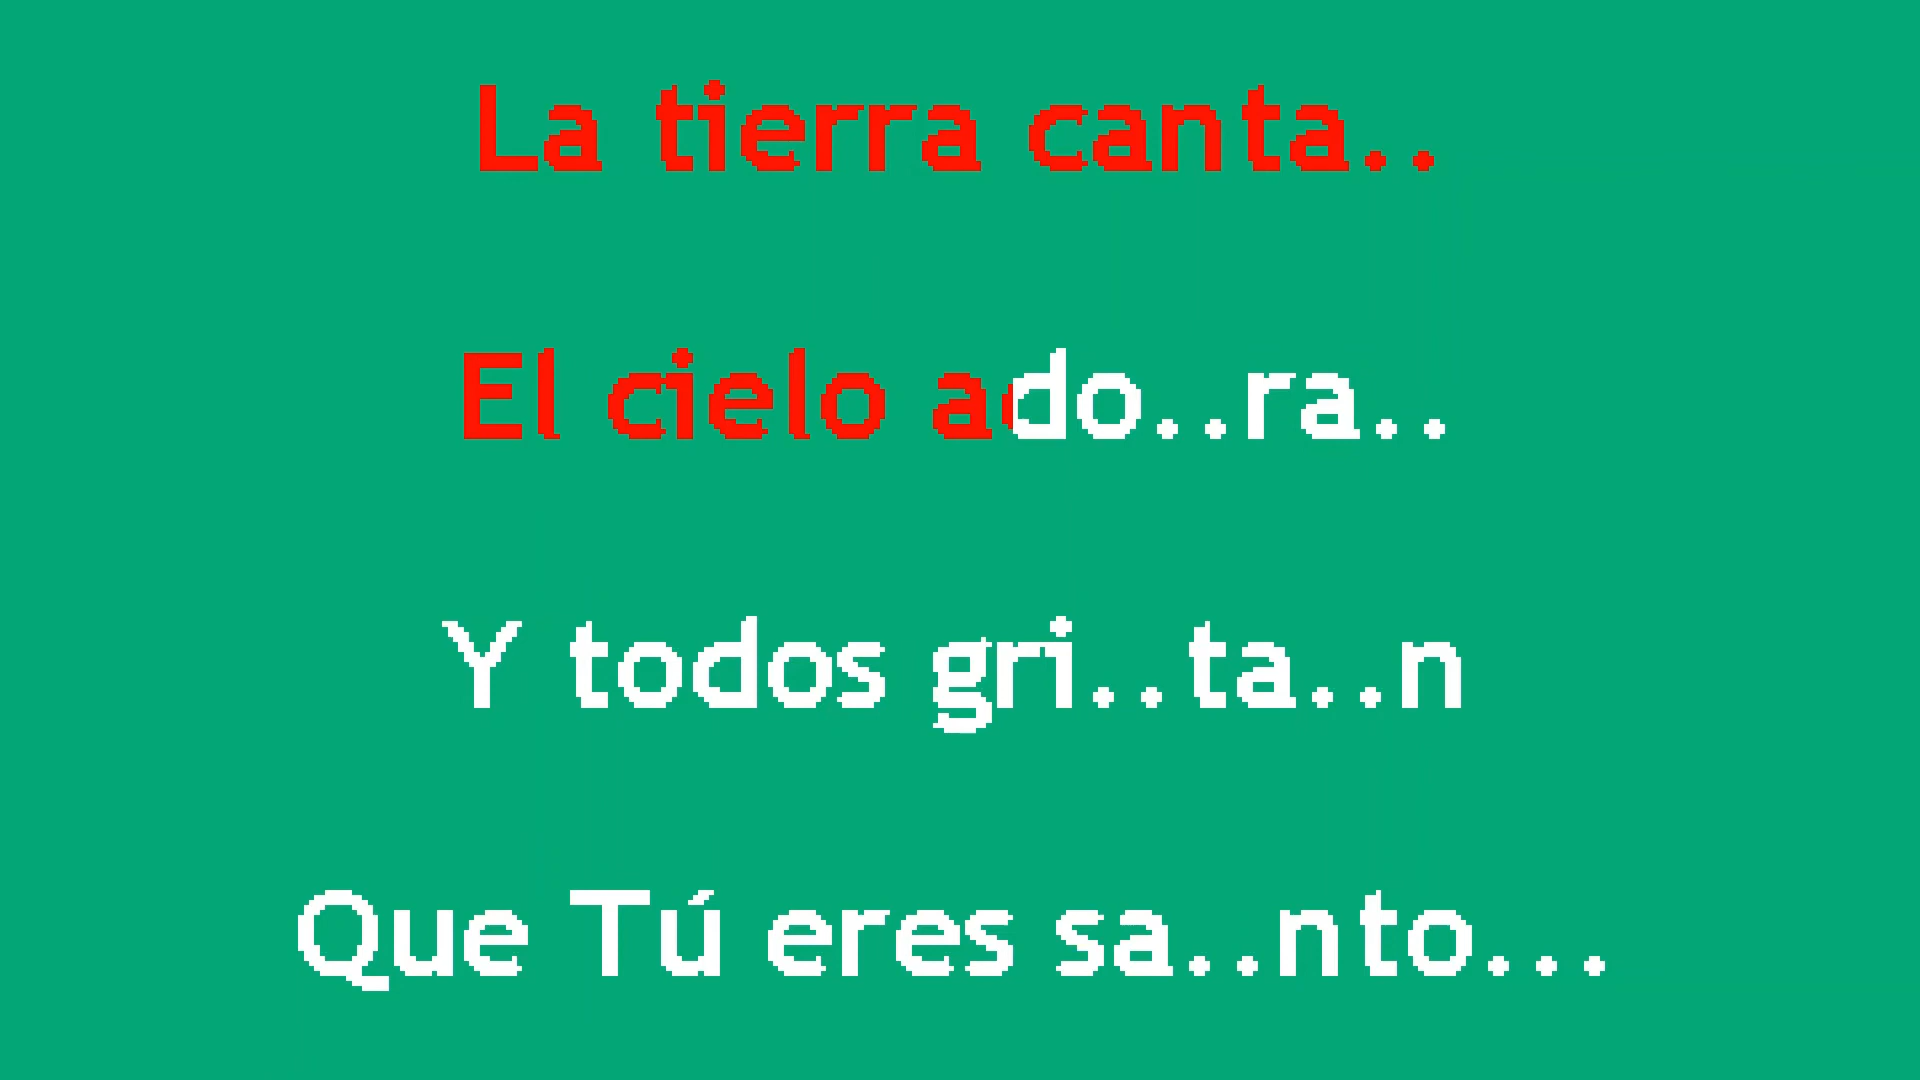 La tierra canta..
El cielo ado..ra..
Y todos gri..ta..n
Que Tú eres sa..nto...